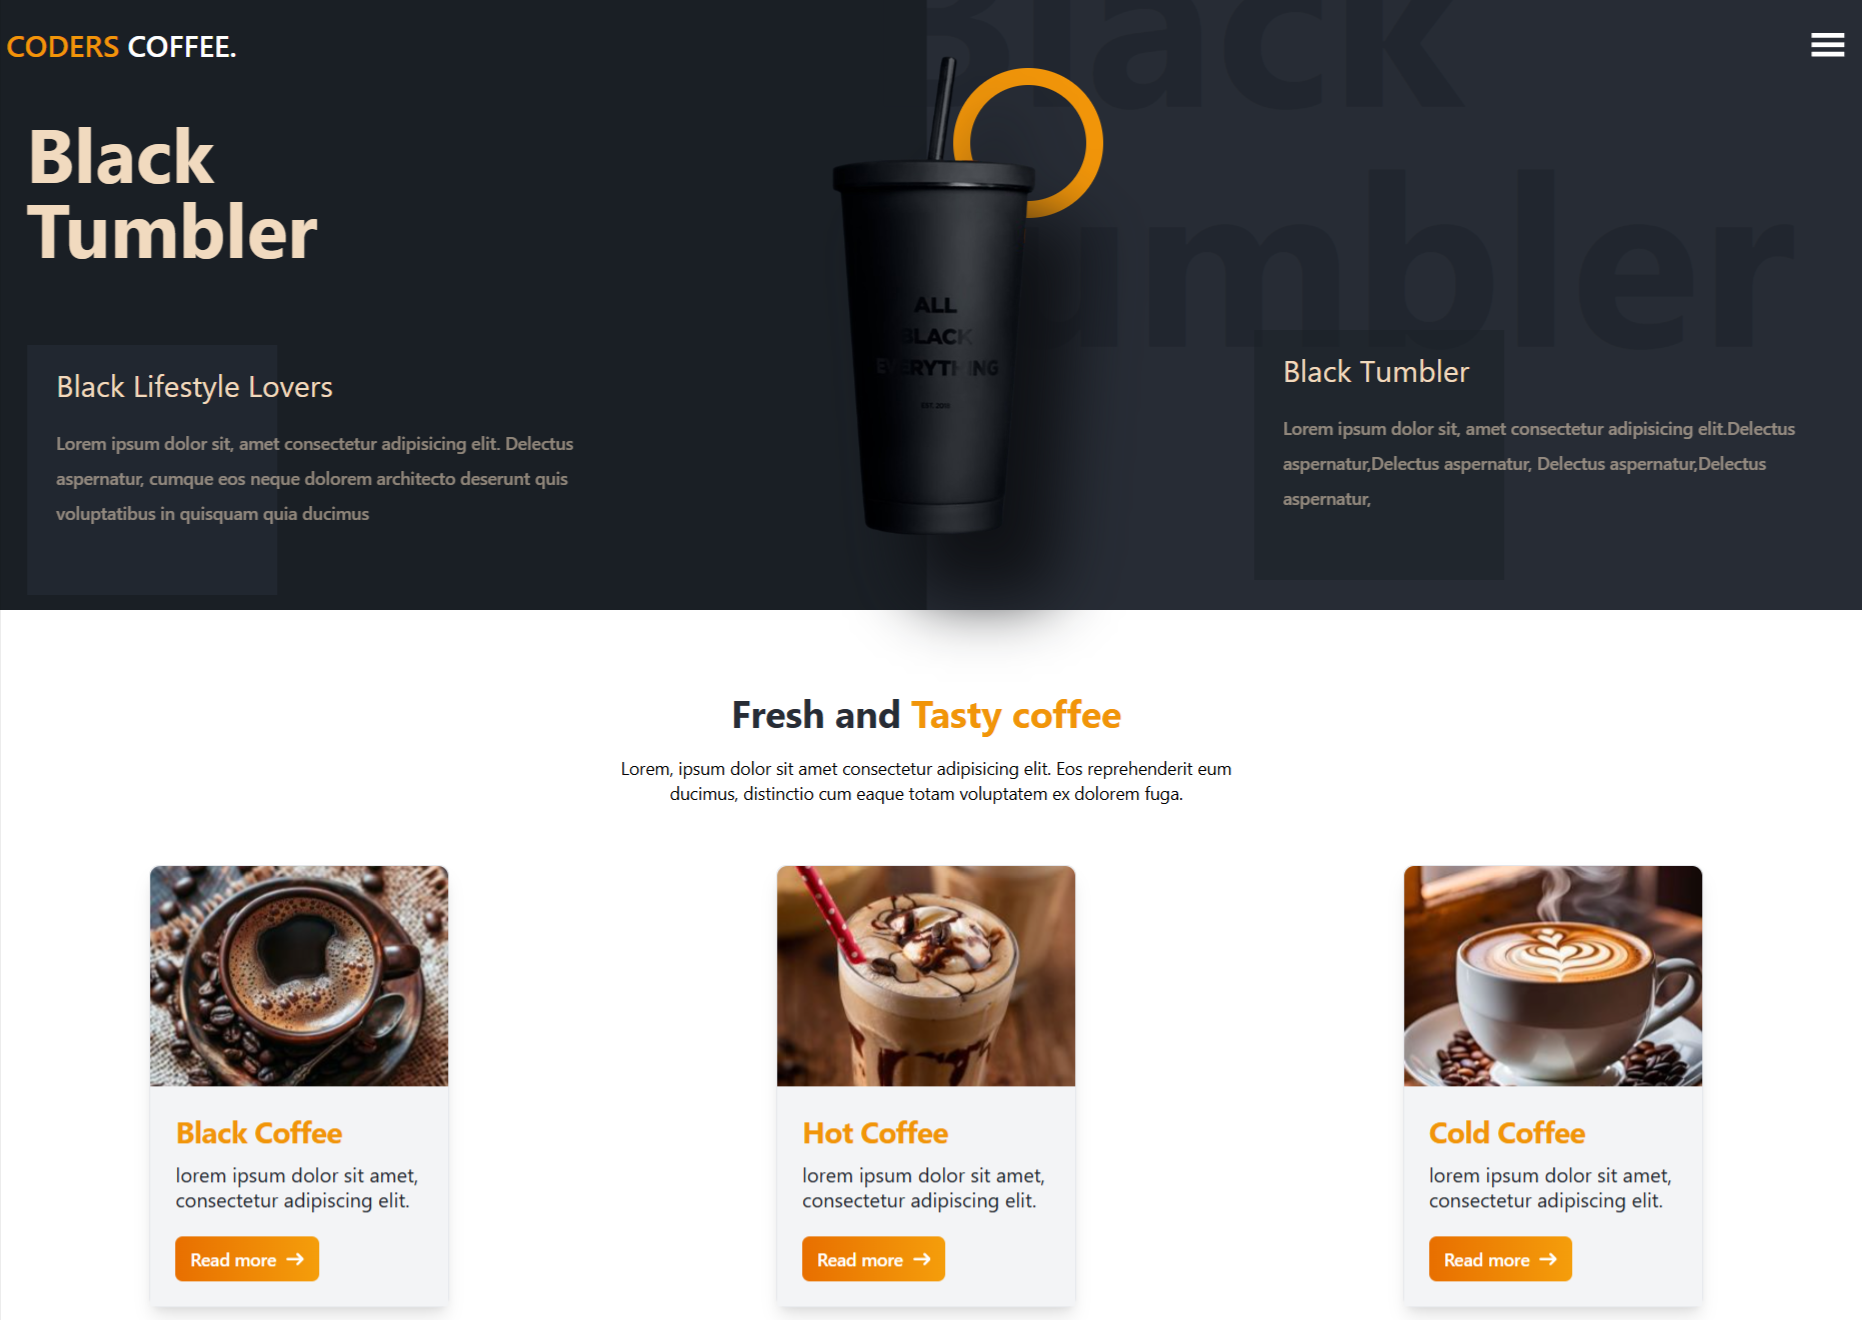 CODERS COFFEE.
Black
Tumbler
Black
Tumbler
ALL
BLACK
EVERYTHING
EST. 2019
Black Lifestyle Lovers
Lorem ipsum dolor sit, amet consectetur adipisicing elit. Delectus
aspernatur, cumque eos neque dolorem architecto deserunt quis
voluptatibus in quisquam quia ducimus
Black Tumbler
Lorem ipsum dolor sit, amet consectetur adipisicing elit.Delectus
aspernatur,Delectus aspernatur, Delectus aspernatur,Delectus
aspernatur,
Fresh and Tasty coffee
Lorem, ipsum dolor sit amet consectetur adipisicing elit. Eos reprehenderit eum
ducimus, distinctio cum eaque totam voluptatem ex dolorem fuga.
Black Coffee
lorem ipsum dolor sit amet,
consectetur adipiscing elit.
Read more →
Hot Coffee
lorem ipsum dolor sit amet,
consectetur adipiscing elit.
Read more →
Cold Coffee
lorem ipsum dolor sit amet,
consectetur adipiscing elit.
Read more →